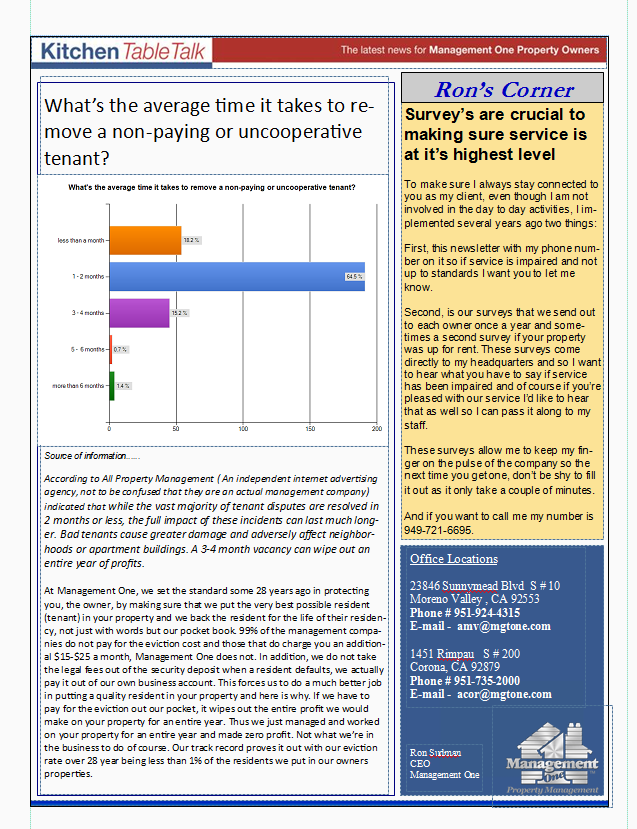 Kitchen TableTalk
The latest news for Management One Property Owners
What's the average time it takes to re-
move a non-paying or uncooperative
tenant?
What's the average time it takes to remove a non-paying or uncooperative tenant?
less than a month
18.2 %
1 - 2 months
64.5 %
3 - 4 months
15.2 %
5 - 6 months
0.7 %
more than 6 months
1.4 %
0 50 100 150 200
Source of information......
According to All Property Management ( An independent internet advertising
agency, not to be confused that they are an actual management company)
indicated that while the vast majority of tenant disputes are resolved in
2 months or less, the full impact of these incidents can last much long-
er. Bad tenants cause greater damage and adversely affect neighbor-
hoods or apartment buildings. A 3-4 month vacancy can wipe out an
entire year of profits.
At Management One, we set the standard some 28 years ago in protecting
you, the owner, by making sure that we put the very best possible resident
(tenant) in your property and we back the resident for the life of their residen-
cy, not just with words but our pocket book. 99% of the management compa-
nies do not pay for the eviction cost and those that do charge you an addition-
al $15-$25 a month, Management One does not. In addition, we do not take
the legal fees out of the security deposit when a resident defaults, we actually
pay it out of our own business account. This forces us to do a much better job
in putting a quality resident in your property and here is why. If we have to
pay for the eviction out our pocket, it wipes out the entire profit we would
make on your property for an entire year. Thus we just managed and worked
on your property for an entire year and made zero profit. Not what we're in
the business to do of course. Our track record proves it out with our eviction
rate over 28 year being less than 1% of the residents we put in our owners
properties.
Ron's Corner
Survey's are crucial to
making sure service is
at it's highest level
To make sure I always stay connected to
you as my client, even though I am not
involved in the day to day activities, I im-
plemented several years ago two things:
First, this newsletter with my phone num-
ber on it so if service is impaired and not
up to standards I want you to let me
know.
Second, is our surveys that we send out
to each owner once a year and some-
times a second survey if your property
was up for rent. These surveys come
directly to my headquarters and so I want
to hear what you have to say if service
has been impaired and of course if you're
pleased with our service I'd like to hear
that as well so I can pass it along to my
staff.
These surveys allow me to keep my fin-
ger on the pulse of the company so the
next time you get one, don't be shy to fill
it out as it only take a couple of minutes.
And if you want to call me my number is
949-721-6695.
Office Locations
23846 Sunnymead Blvd S # 10
Moreno Valley , CA 92553
Phone # 951-924-4315
E-mail - amv@mgtone.com
1451 Rimpau S # 200
Corona, CA 92879
Phone # 951-735-2000
E-mail - acor@mgtone.com
Ron
CEO
Management One
Management
One
Property Management